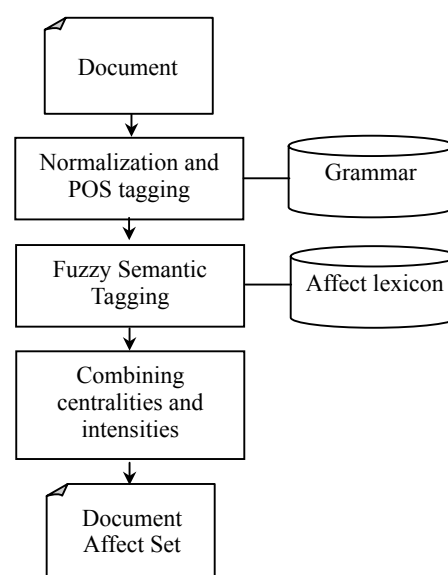 Document
Normalization and
POS tagging
Grammar
Fuzzy Semantic
Tagging
Affect lexicon
Combining
centralities and
intensities
Document
Affect Set